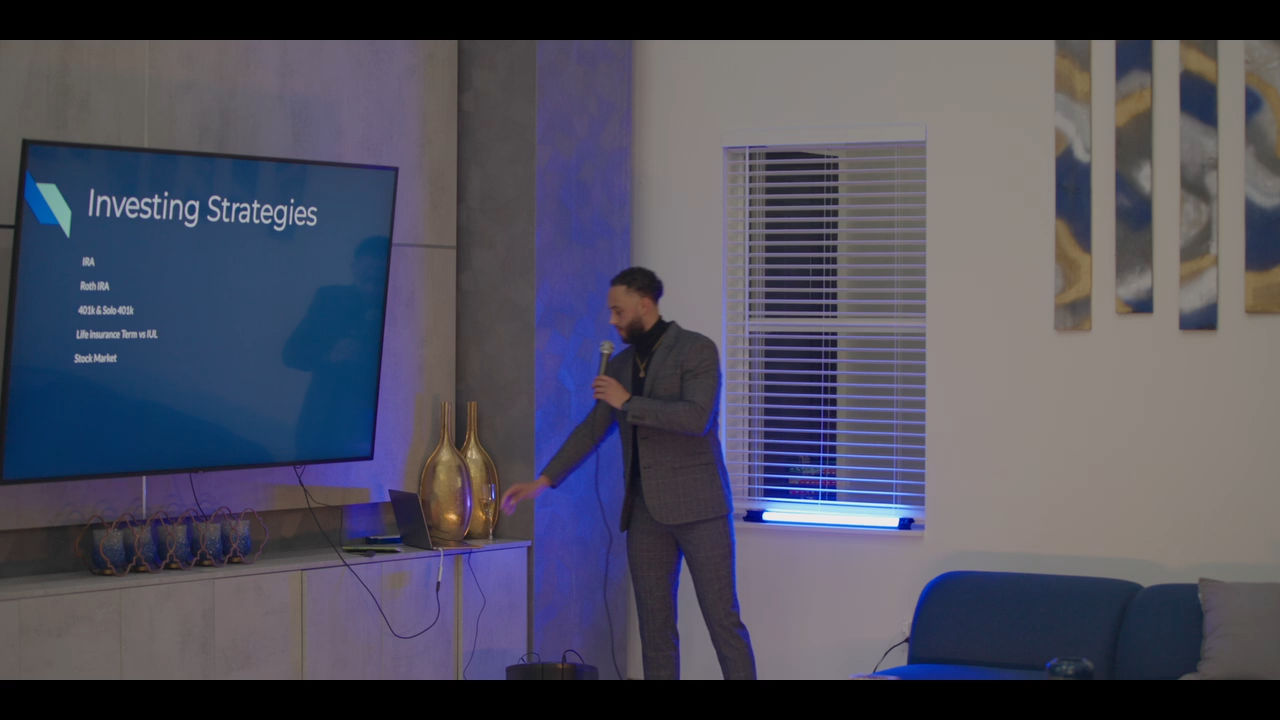 Investing Strategies
IRA
Roth IRA
401k & Solo 401k
Life insurance Term vs IUL
Stock Market